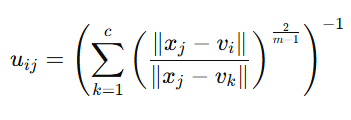 u_{ij} = \left( \sum_{k=1}^{c} \left( \frac{\|x_j - v_i\|}{\|x_j - v_k\|} \right)^{\frac{2}{m-1}} \right)^{-1}